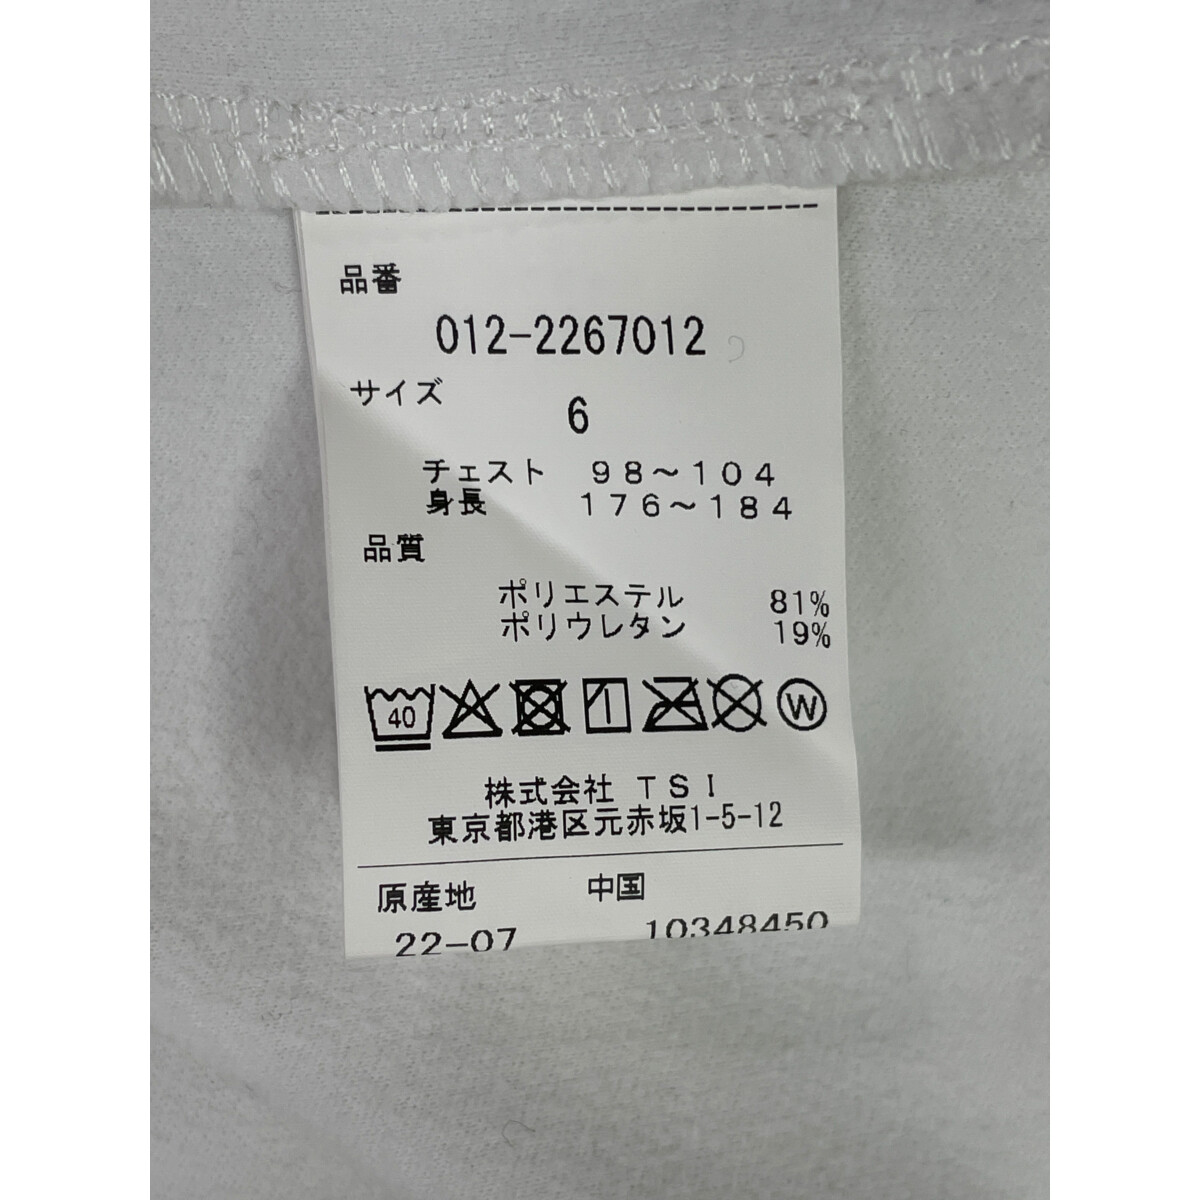 品番
012-2267012
サイズ
6
チェスト 98～104
身長 176～184
品質
ポリエステル 81%
ポリウレタン 19%
40 W
株式会社 TSI
東京都港区元赤坂1-5-12
原産地 中国
22-07 10348450